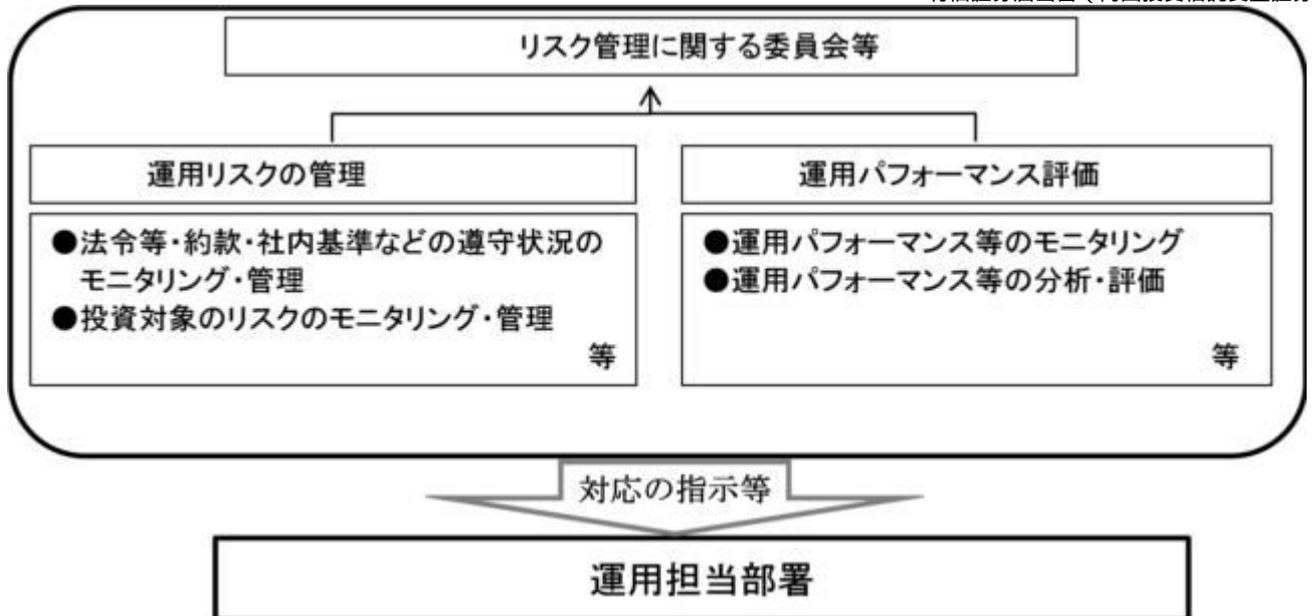 リスク管理に関する委員会等
運用リスクの管理
●法令等・約款・社内基準などの遵守状況の
モニタリング・管理
●投資対象のリスクのモニタリング・管理
等
運用パフォーマンス評価
●運用パフォーマンス等のモニタリング
●運用パフォーマンス等の分析・評価
等
対応の指示等
運用担当部署